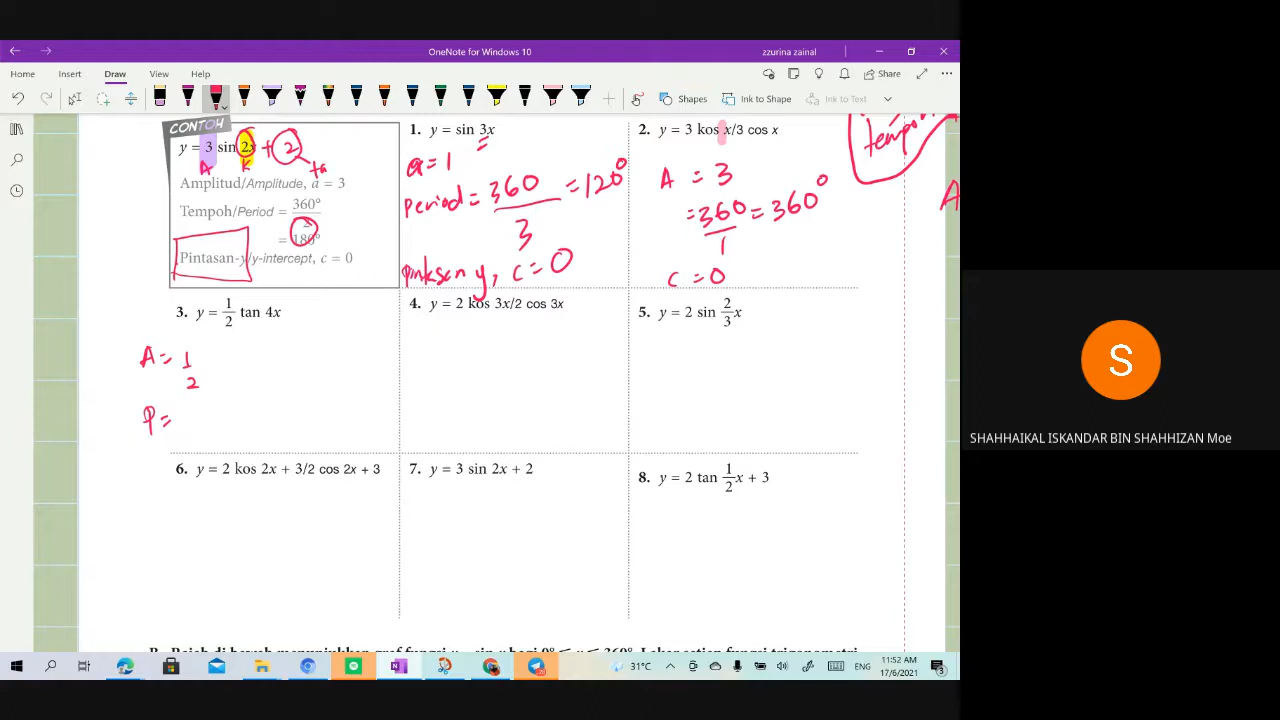 OneNote for Windows 10
zzurina zainal
Home Insert Draw View Help
Share
Shapes
Ink to Shape
Ink to Text
CONTOH
y = 3 sin 2x + 2
A K
Amplitud/Amplitude, a = 3
Tempoh/Period = 360°
= 180°
Pintasan-y/y-intercept, c = 0
1. y = sin 3x
a = 1
period = 360/3 = 120°
pintasan y, c = 0
2. y = 3 kos x/3 cos x
A = 3
= 360/1 = 360°
c = 0
tempoh
A
3. y = 1/2 tan 4x
A = 1/2
P =
4. y = 2 kos 3x/2 cos 3x
5. y = 2 sin 2/3 x
6. y = 2 kos 2x + 3/2 cos 2x + 3
7. y = 3 sin 2x + 2
8. y = 2 tan 1/2 x + 3
S
SHAHHAIKAL ISKANDAR BIN SHAHHIZAN Moe
31°C
ENG
11:52 AM
17/6/2021
3